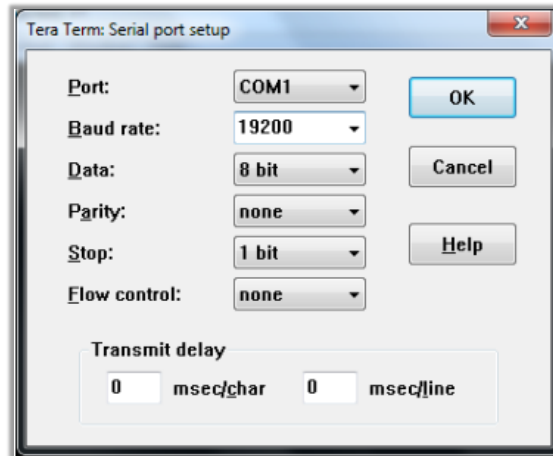 Tera Term: Serial port setup
Port: COM1
OK
Baud rate: 19200
Data: 8 bit
Cancel
Parity: none
Stop: 1 bit
Help
Flow control: none
Transmit delay
0 msec/char 0 msec/line